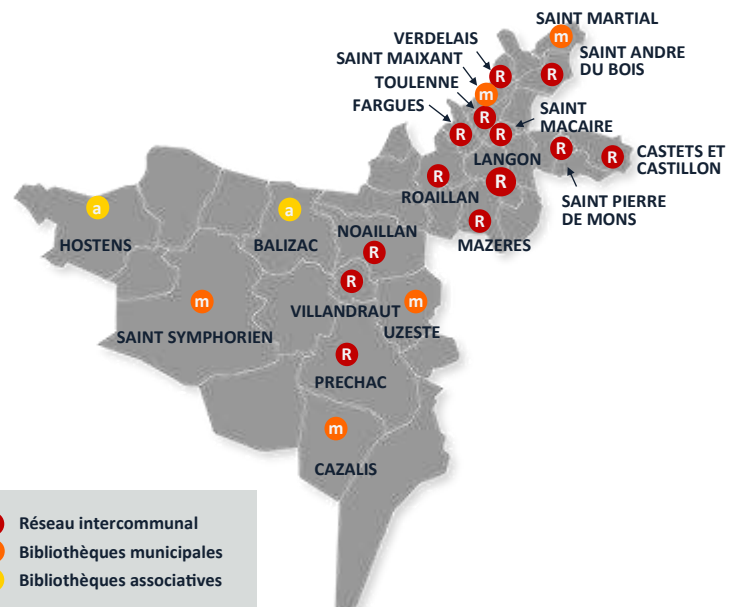 SAINT MARTIAL
m
VERDELAIS
SAINT MAIXANT
SAINT ANDRE
DU BOIS
R
R
TOULENNE
m
FARGUES
R
SAINT
MACAIRE
R
R
R
R
CASTETS ET
CASTILLON
LANGON
R
R
ROAILLAN
SAINT PIERRE
DE MONS
a
HOSTENS
a
BALIZAC
NOAILLAN
R
R
MAZERES
R
VILLANDRAUT
m
SAINT SYMPHORIEN
m
UZESTE
R
PRECHAC
m
CAZALIS
Réseau intercommunal
Bibliothèques municipales
Bibliothèques associatives